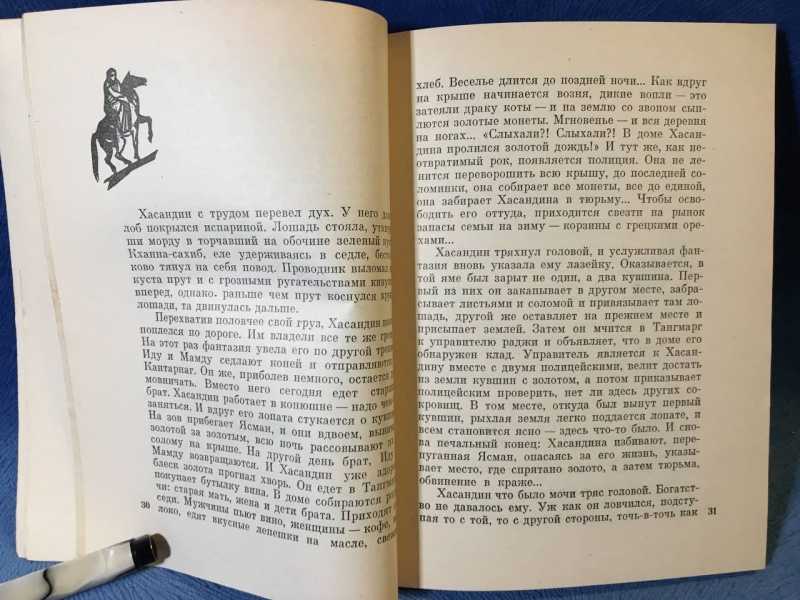 Хасандин с трудом перевел дух. У него
лоб покрылся испариной. Лошадь стояла,
ши морду в торчавший на обочине зеленый
Кханна-сахиб, еле удерживаясь в седле,
ково тянул на себя повод. Проводник выломал
куста прут и с грозными ругательствами
вперед, однако, раньше чем прут коснулся
лошади, та двинулась дальше.
Перехватив половчее свой груз, Хасандин
поплелся по дороге. Им владели все те же
На этот раз фантазия увела его по другой
Иду и Мамду седлают коней и отправляются
Кантарнаг. Он же, приболев немного, остается
мовничать. Вместо него сегодня едет
брат. Хасандин работает в конюшне — надо
заняться. И вдруг его лопата стукается о
На зов прибегает Ясман, и они вдвоем,
золотой за золотым, всю ночь рассовывают
солому на крыше. На другой день брат, Иду
Мамду возвращаются. И Хасандин уже
блеск золота прогнал хворь. Он едет в
покупает бутылку вина. В доме собираются
чи: старая мать, жена и дети брата. Приходят
седи. Мужчины пьют вино, женщины — кофе,
локо, едят вкусные лепешки на масле,
30
хлеб. Веселье длится до поздней ночи... Как вдруг
на крыше начинается возня, дикие вопли — это
затеяли драку коты — и на землю со звоном сып-
лются золотые монеты. Мгновенье — и вся деревня
на ногах... «Слыхали?! Слыхали?! В доме Хасан-
дина пролился золотой дождь!» И тут же, как не-
отвратимый рок, появляется полиция. Она не ле-
нится переворошить всю крышу, до последней со-
ломинки, она собирает все монеты, все до единой,
она забирает Хасандина в тюрьму... Чтобы осво-
бодить его оттуда, приходится свезти на рынок
запасы семьи на зиму — корзины с грецкими оре-
хами...
Хасандин тряхнул головой, и услужливая фан-
тазия вновь указала ему лазейку. Оказывается, в
той яме был зарыт не один, а два кувшина. Пер-
вый из них он закапывает в другом месте, забра-
сывает листьями и соломой и привязывает там ло-
шадь, другой же оставляет на прежнем месте и
присыпает землей. Затем он мчится в Тангмарг
к управителю раджи и объявляет, что в доме его
обнаружен клад. Управитель является к Хасан-
дину вместе с двумя полицейскими, велит достать
из земли кувшин с золотом, а потом приказывает
полицейским проверить, нет ли здесь других со-
кровищ. В том месте, откуда был вынут первый
кувшин, рыхлая земля легко поддается лопате, и
всем становится ясно — здесь что-то было. И сно-
ва печальный конец: Хасандина избивают, пере-
пуганная Ясман, опасаясь за его жизнь, указы-
вает место, где спрятано золото, а затем тюрьма,
обвинение в краже...
Хасандин что было мочи тряс головой. Богатст-
во не давалось ему. Уж как он ловчился, подсту-
пая то с той, то с другой стороны, точь-в-точь как
31